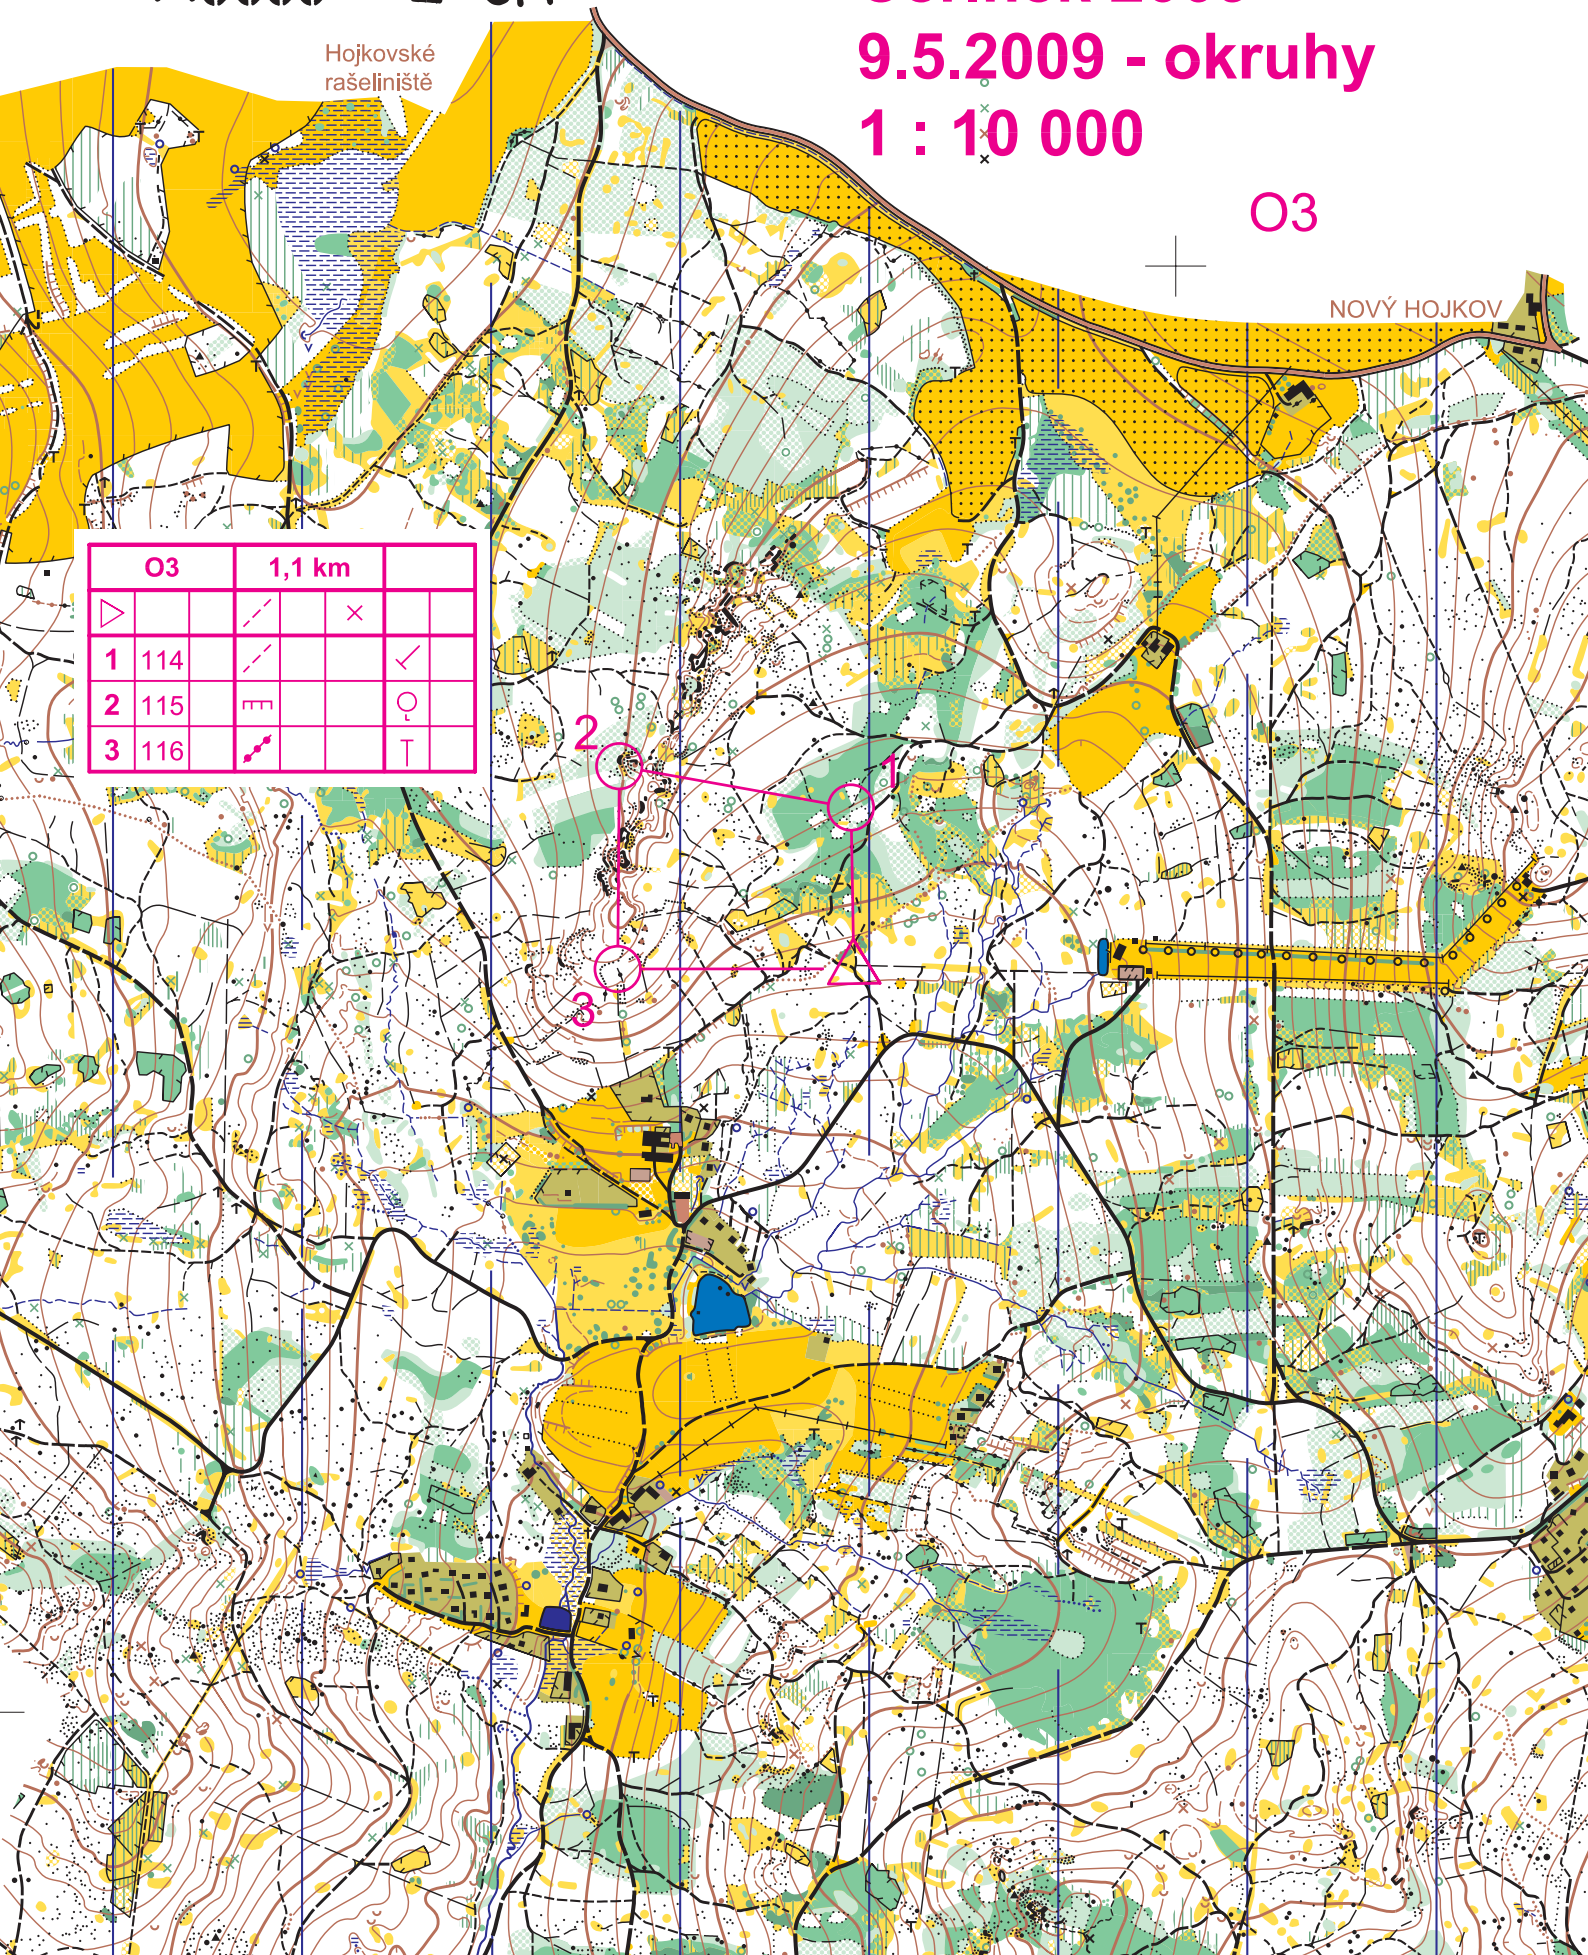 Hojkovské
rašeliniště
9.5.2009 - okruhy
1 : 10 000
O3
NOVÝ HOJKOV
O3 1,1 km
1 114
2 115
3 116
2
1
3